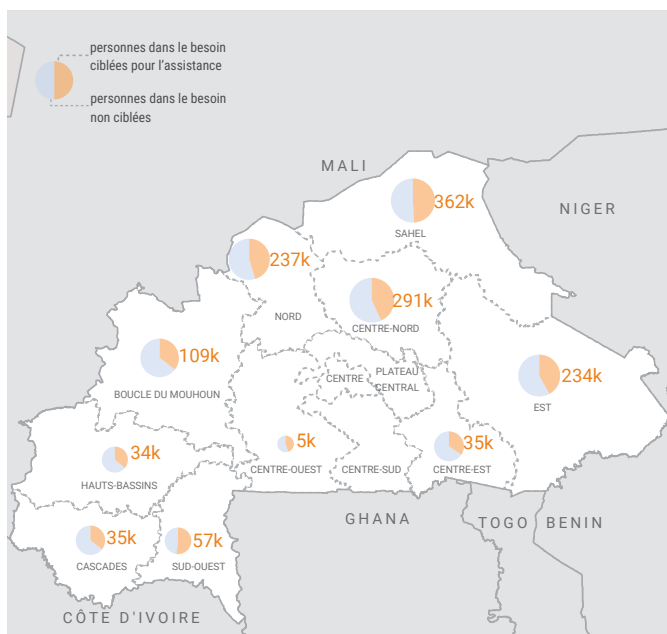 personnes dans le besoin
ciblées pour l'assistance
personnes dans le besoin
non ciblées
MALI
NIGER
362k
SAHEL
237k
NORD
291k
CENTRE-NORD
109k
BOUCLE DU MOUHOUN
CENTRE
PLATEAU
CENTRAL
234k
EST
5k
CENTRE-OUEST
CENTRE-SUD
35k
CENTRE-EST
34k
HAUTS-BASSINS
35k
CASCADES
57k
SUD-OUEST
GHANA
TOGO
BENIN
CÔTE D'IVOIRE